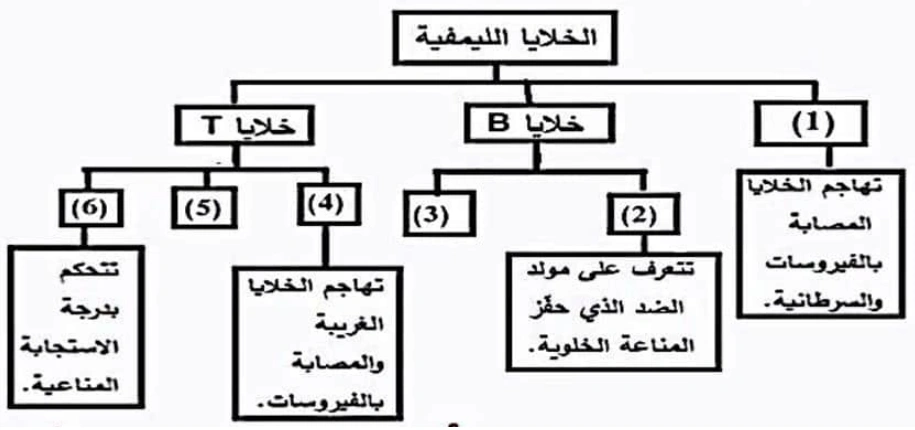 الخلايا الليمفية
(1)
خلايا B
خلايا T
(2)
(3)
(4)
(5)
(6)
تهاجم الخلايا
المصابة
بالفيروسات
والسرطانية.
تتعرف على مولد
الضد الذي حفّز
المناعة الخلوية.
تهاجم الخلايا
الغريبة
والمصابة
بالفيروسات.
تتحكم
بدرجة
الاستجابة
المناعية.